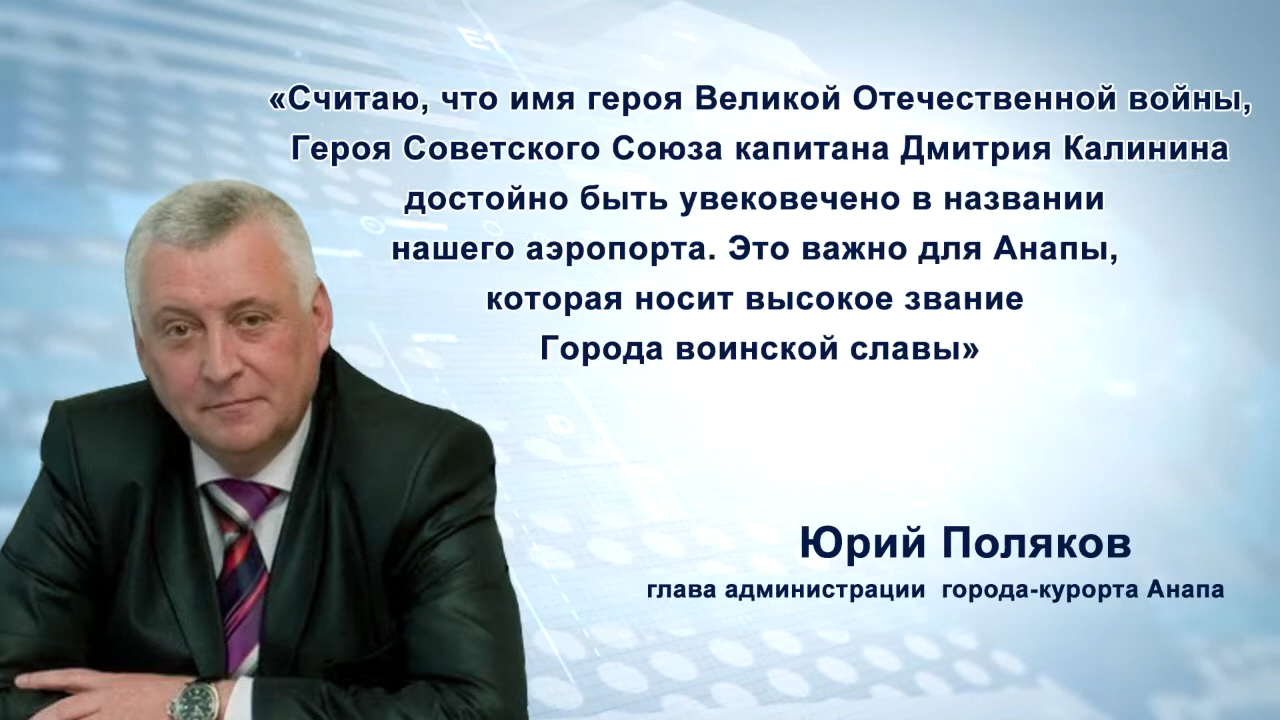 «Считаю, что имя героя Великой Отечественной войны,
Героя Советского Союза капитана Дмитрия Калинина
достойно быть увековечено в названии
нашего аэропорта. Это важно для Анапы,
которая носит высокое звание
Города воинской славы»
Юрий Поляков
глава администрации города-курорта Анапа